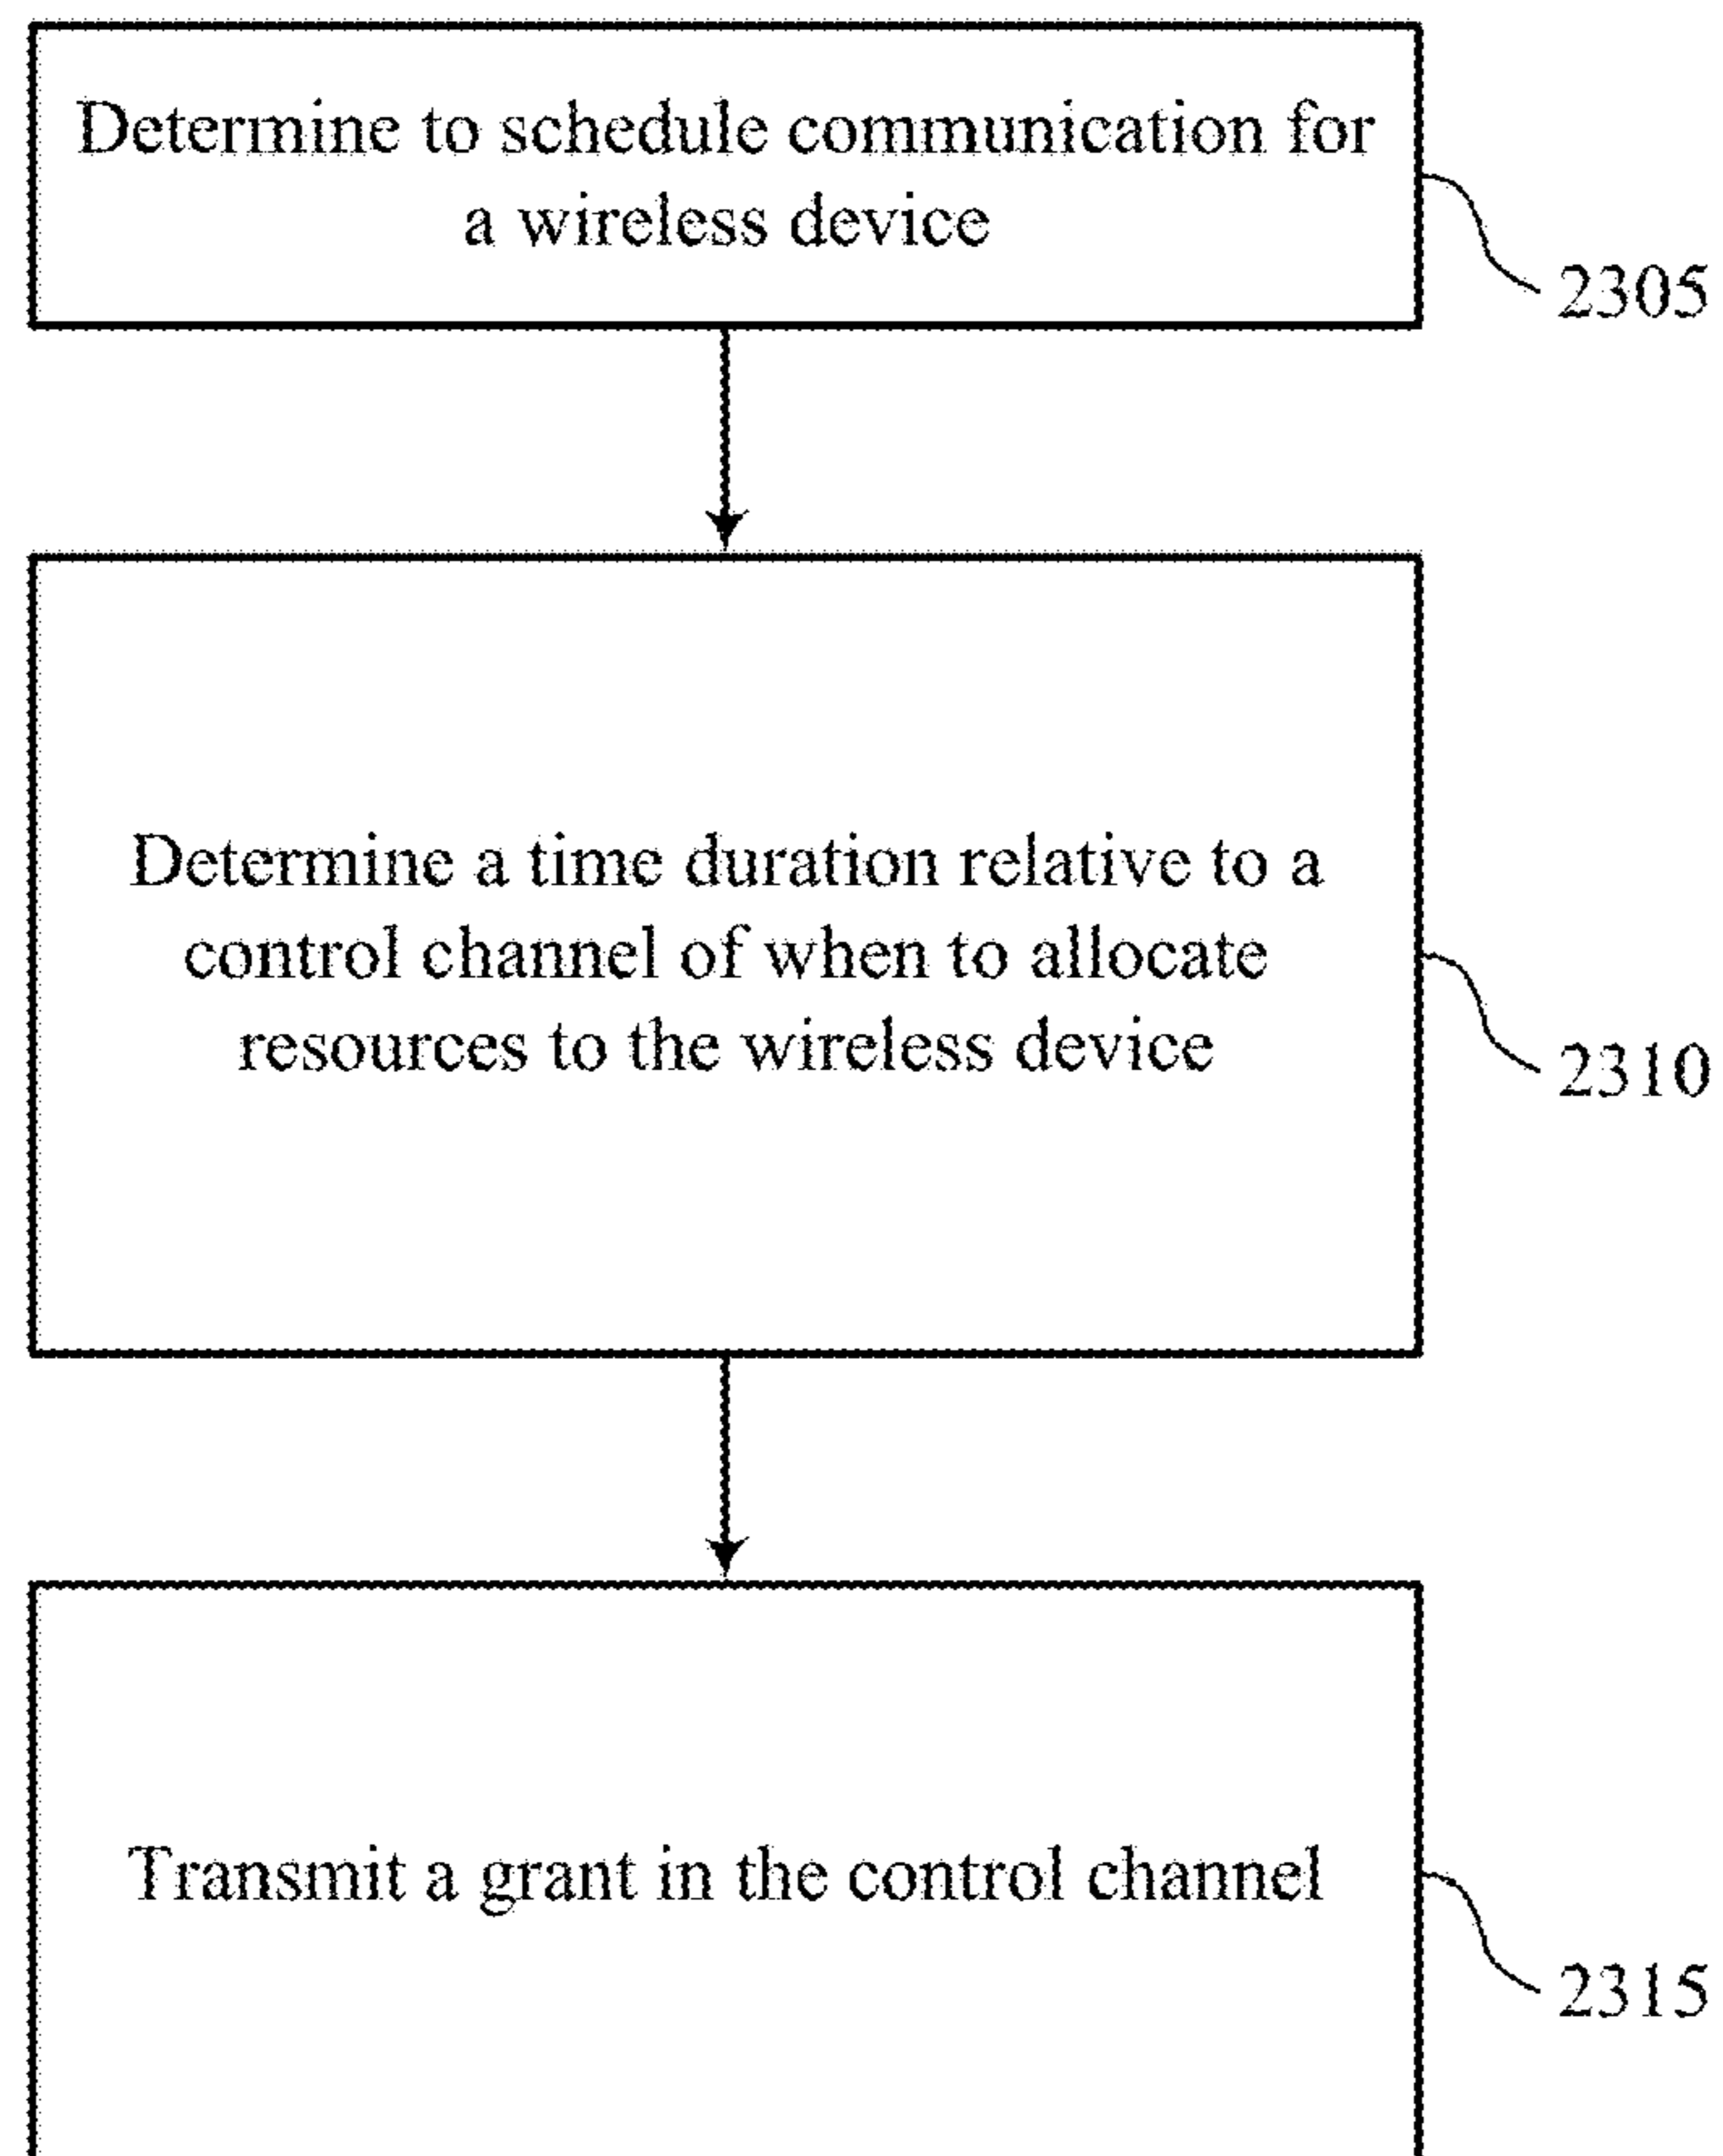 Determine to schedule communication for
a wireless device
2305
Determine a time duration relative to a
control channel of when to allocate
resources to the wireless device
2310
Transmit a grant in the control channel
2315